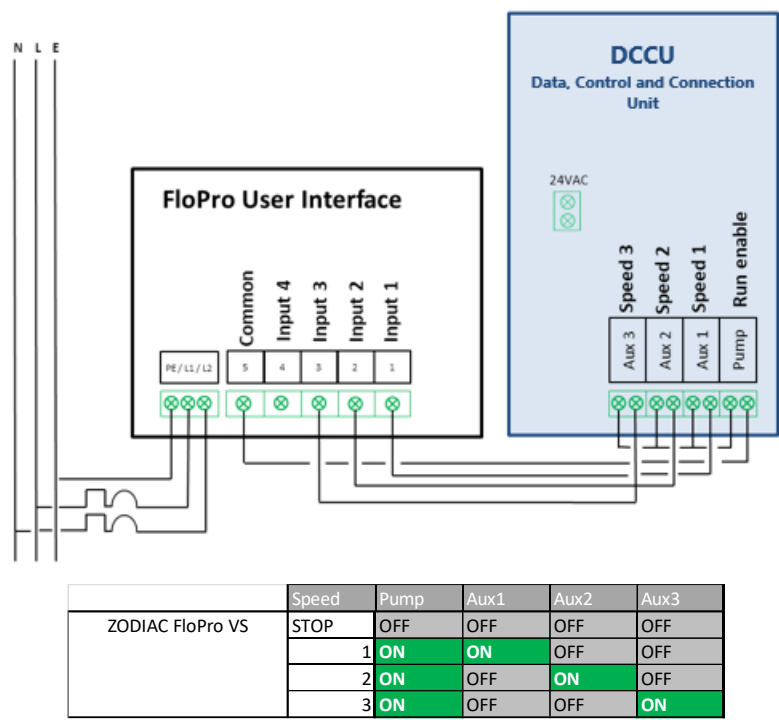 N L E
DCCU
Data, Control and Connection
Unit
24VAC
FloPro User Interface
Common
Input 4
Input 3
Input 2
Input 1
Speed 3
Speed 2
Speed 1
Run enable
Aux 3
Aux 2
Aux 1
Pump
PE/L1/L2
5
4
3
2
1
Speed Pump Aux1 Aux2 Aux3
ZODIAC FloPro VS STOP OFF OFF OFF OFF
1 ON ON OFF OFF
2 ON OFF ON OFF
3 ON OFF OFF ON